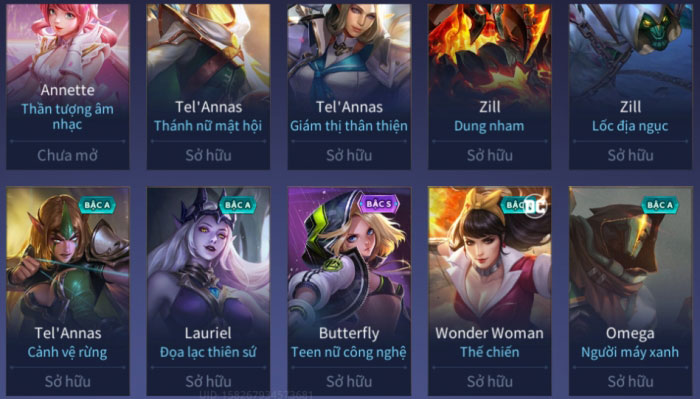 Annette
Thần tượng âm
nhạc
Chưa mở
Tel'Annas
Thánh nữ mật hội
Sở hữu
Tel'Annas
Giám thị thân thiện
Sở hữu
Zill
Dung nham
Sở hữu
Zill
Lốc địa ngục
Sở hữu
BẬC A
Tel'Annas
Cảnh vệ rừng
Sở hữu
BẬC A
Lauriel
Đọa lạc thiên sứ
Sở hữu
BẬC S
Butterfly
Teen nữ công nghệ
Sở hữu
DC
Wonder Woman
Thế chiến
Sở hữu
BẬC A
Omega
Người máy xanh
Sở hữu